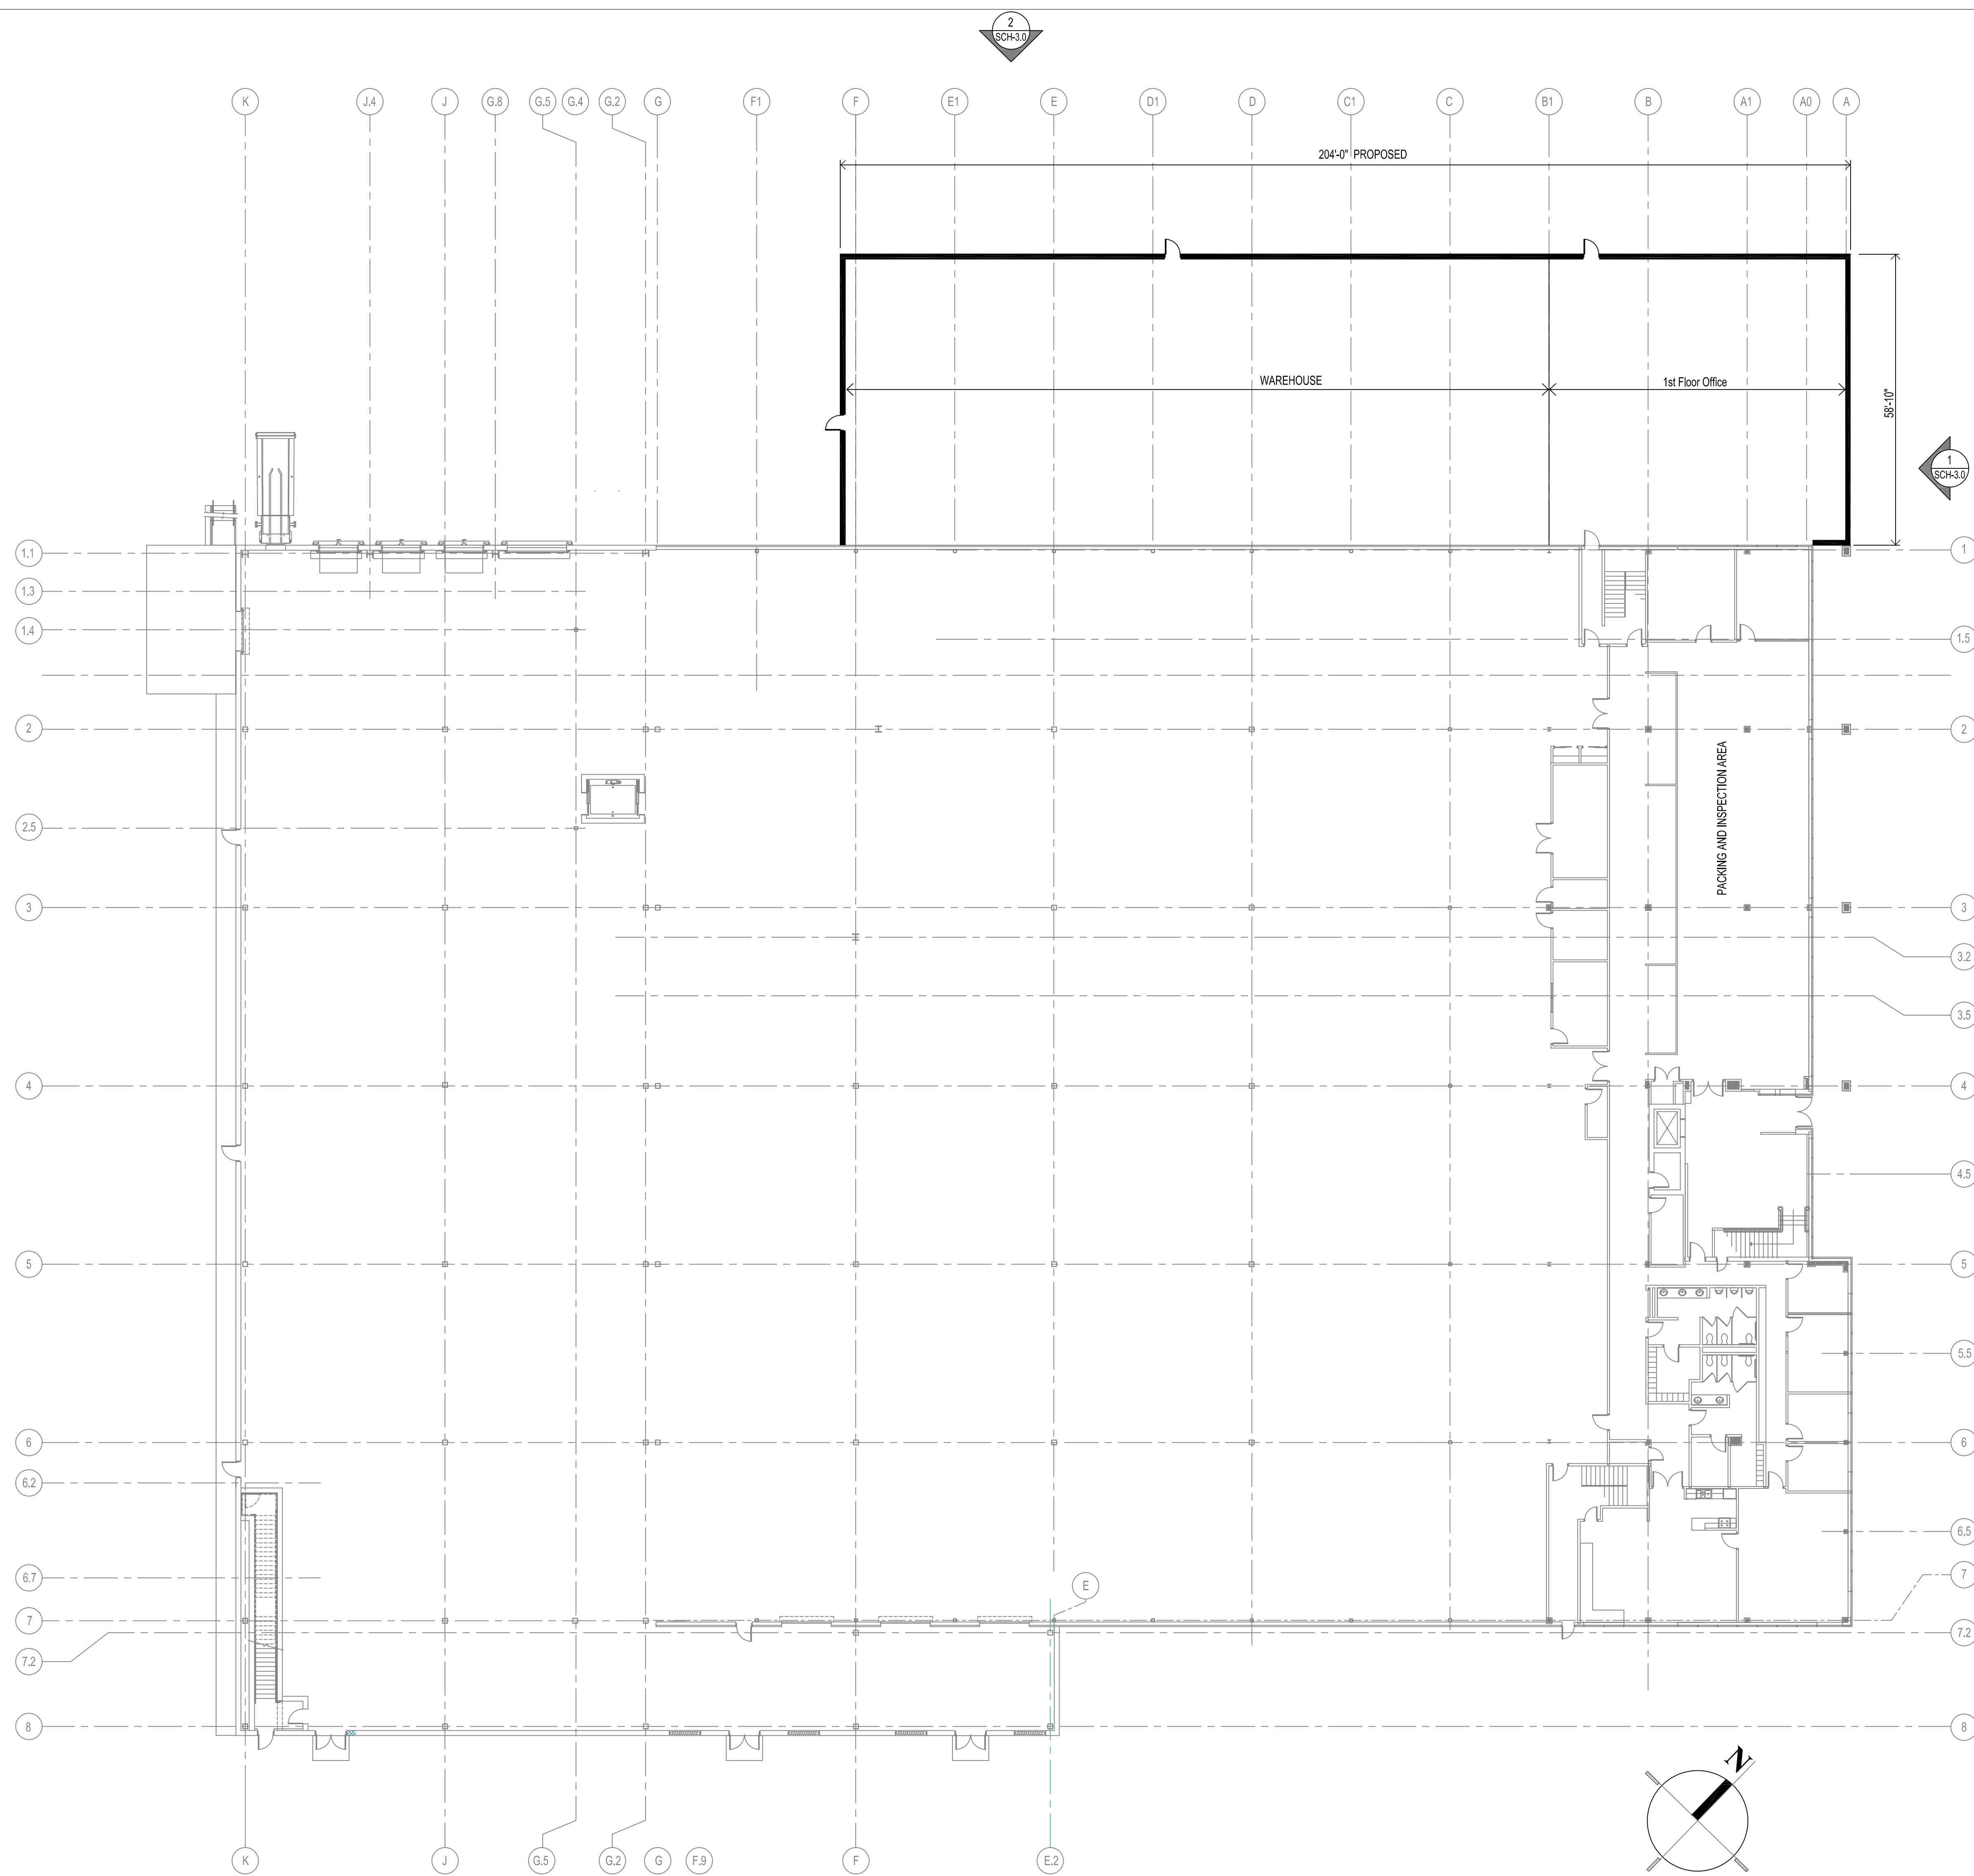 2
SCH-3.0
K
J.4
J
G.8
G.5
G.4
G.2
G
F1
F
E1
E
D1
D
C1
C
B1
B
A1
A0
A
204'-0" PROPOSED
WAREHOUSE
1st Floor Office
58'-10"
1
SCH-3.0
1.1
1
1.3
1.4
1.5
2
2
PACKING AND INSPECTION AREA
2.5
3
3
3.2
3.5
4
4
4.5
5
5
5.5
6
6
6.2
6.5
6.7
7
E
7
7.2
7.2
8
8
N
K
J
G.5
G.2
G
F.9
F
E.2